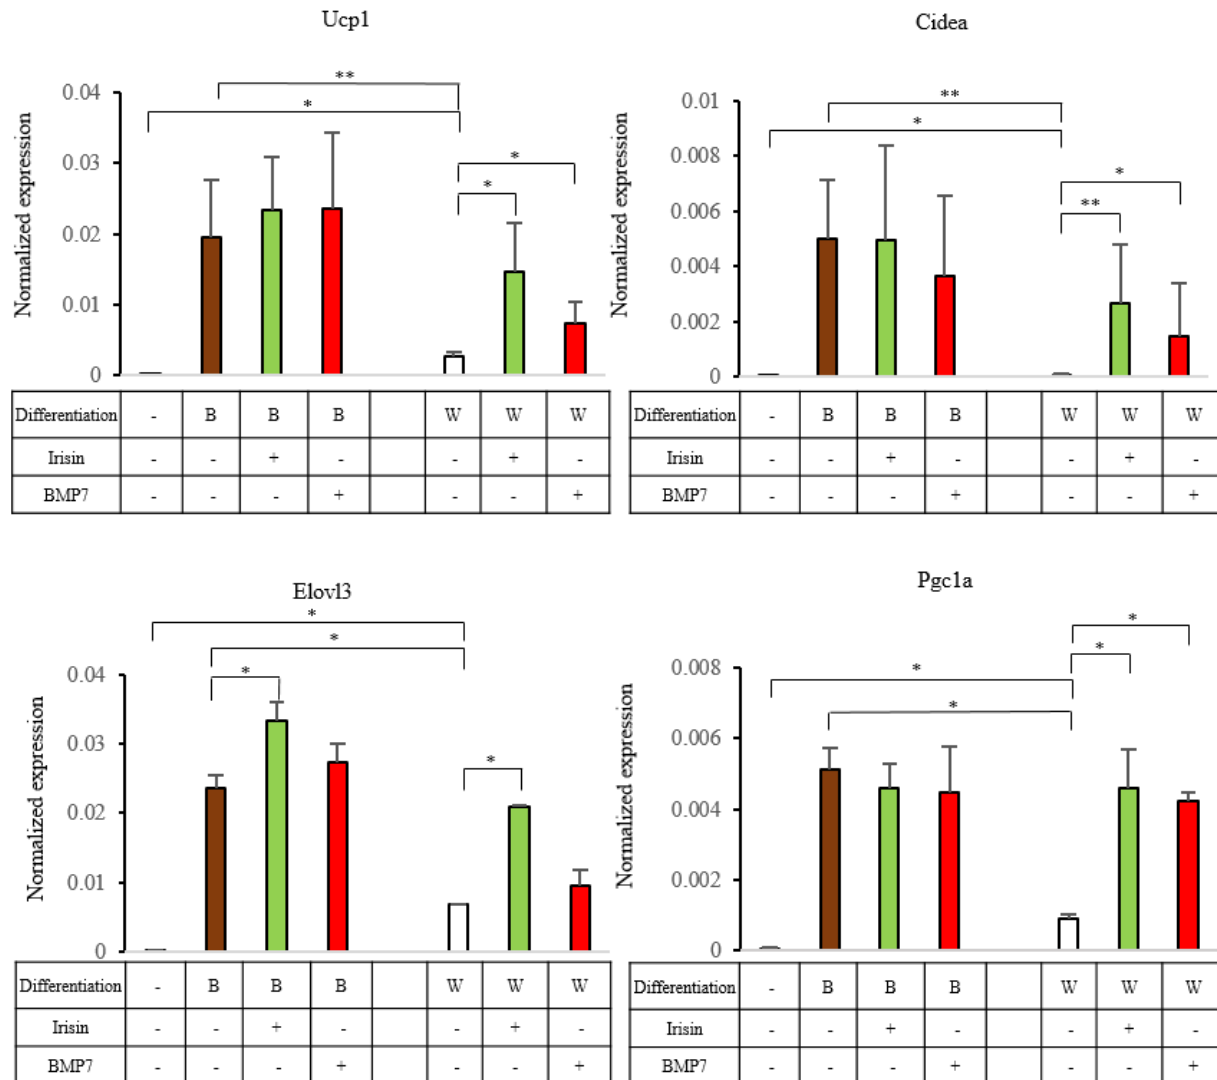 Ucp1
Normalized expression
0.04
0.03
0.02
0.01
0
**
*
*
*
Differentiation - B B B W W W
Irisin - - + - - + -
BMP7 - - - + - - +
Cidea
Normalized expression
0.01
0.008
0.006
0.004
0.002
0
**
*
*
**
Differentiation - B B B W W W
Irisin - - + - - + -
BMP7 - - - + - - +
Elovl3
Normalized expression
0.04
0.03
0.02
0.01
0
*
*
*
*
Differentiation - B B B W W W
Irisin - - + - - + -
BMP7 - - - + - - +
Pgc1a
Normalized expression
0.008
0.006
0.004
0.002
0
*
*
*
*
Differentiation - B B B W W W
Irisin - - + - - + -
BMP7 - - - + - - +